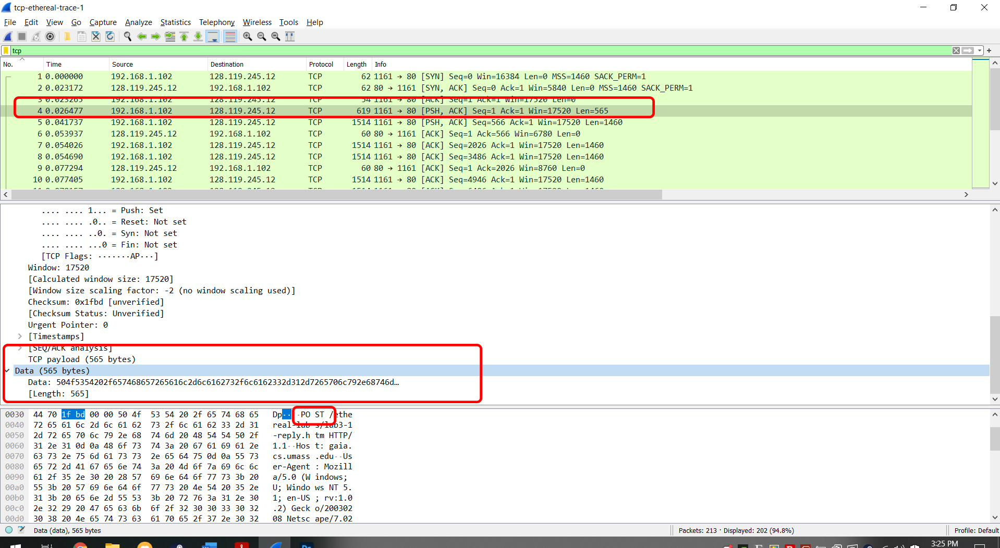 tcp-ethereal-trace-1
File Edit View Go Capture Analyze Statistics Telephony Wireless Tools Help
tcp
No. Time Source Destination Protocol Length Info
1 0.000000 192.168.1.102 128.119.245.12 TCP 62 1161 → 80 [SYN] Seq=0 Win=16384 Len=0 MSS=1460 SACK_PERM=1
2 0.023172 128.119.245.12 192.168.1.102 TCP 62 80 → 1161 [SYN, ACK] Seq=0 Ack=1 Win=5840 Len=0 MSS=1460 SACK_PERM=1
3 0.023265 192.168.1.102 128.119.245.12 TCP 54 1161 → 80 [ACK] Seq=1 Ack=1 Win=17520 Len=0
4 0.026477 192.168.1.102 128.119.245.12 TCP 619 1161 → 80 [PSH, ACK] Seq=1 Ack=1 Win=17520 Len=565
5 0.041737 192.168.1.102 128.119.245.12 TCP 1514 1161 → 80 [PSH, ACK] Seq=566 Ack=1 Win=17520 Len=1460
6 0.053937 128.119.245.12 192.168.1.102 TCP 60 80 → 1161 [ACK] Seq=1 Ack=566 Win=6780 Len=0
7 0.054026 192.168.1.102 128.119.245.12 TCP 1514 1161 → 80 [ACK] Seq=2026 Ack=1 Win=17520 Len=1460
8 0.054690 192.168.1.102 128.119.245.12 TCP 1514 1161 → 80 [ACK] Seq=3486 Ack=1 Win=17520 Len=1460
9 0.077294 128.119.245.12 192.168.1.102 TCP 60 80 → 1161 [ACK] Seq=1 Ack=2026 Win=8760 Len=0
10 0.077405 192.168.1.102 128.119.245.12 TCP 1514 1161 → 80 [ACK] Seq=4946 Ack=1 Win=17520 Len=1460
.... .... 1... = Push: Set
.... .... .0.. = Reset: Not set
.... .... ..0. = Syn: Not set
.... .... ...0 = Fin: Not set
[TCP Flags: ·······AP···]
Window: 17520
[Calculated window size: 17520]
[Window size scaling factor: -2 (no window scaling used)]
Checksum: 0x1fbd [unverified]
[Checksum Status: Unverified]
Urgent Pointer: 0
[Timestamps]
[SEQ/ACK analysis]
TCP payload (565 bytes)
Data (565 bytes)
Data: 504f5354202f657468657265616c2d6c6162732f6c6162332d312d7265706c792e68746d…
[Length: 565]
0030 44 70 1f bd 00 00 50 4f 53 54 20 2f 65 74 68 65 Dp····PO ST /ethe
0040 72 65 61 6c 2d 6c 61 62 73 2f 6c 61 62 33 2d 31 real-lab s/lab3-1
0050 2d 72 65 70 6c 79 2e 68 74 6d 20 48 54 54 50 2f -reply.h tm HTTP/
0060 31 2e 31 0d 0a 48 6f 73 74 3a 20 67 61 69 61 2e 1.1··Hos t: gaia.
0070 63 73 2e 75 6d 61 73 73 2e 65 64 75 0d 0a 55 73 cs.umass .edu··Us
0080 65 72 2d 41 67 65 6e 74 3a 20 4d 6f 7a 69 6c 6c er-Agent : Mozill
0090 61 2f 35 2e 30 20 28 57 69 6e 64 6f 77 73 3b 20 a/5.0 (W indows;
00a0 55 3b 20 57 69 6e 64 6f 77 73 20 4e 54 20 35 2e U; Windo ws NT 5.
00b0 31 3b 20 65 6e 2d 55 53 3b 20 72 76 3a 31 2e 30 1; en-US ; rv:1.0
00c0 2e 32 29 20 47 65 63 6b 6f 2f 32 30 30 33 30 32 .2) Geck o/200302
00d0 30 38 20 4e 65 74 73 63 61 70 65 2f 37 2e 30 32 08 Netsc ape/7.02
Data (data), 565 bytes Packets: 213 · Displayed: 202 (94.8%) Profile: Default
3:25 PM